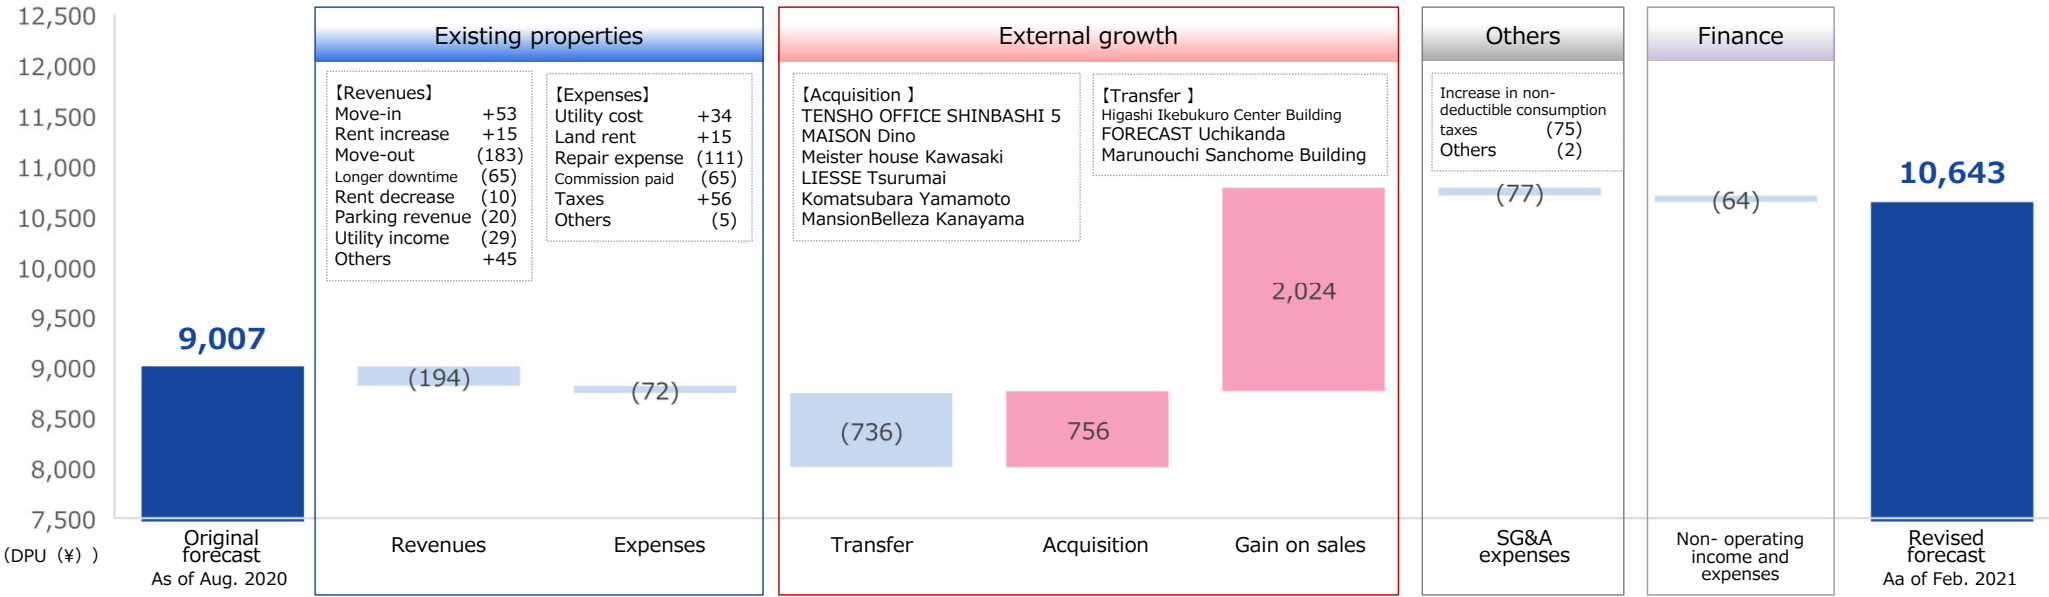 12,500
12,000
11,500
11,000
10,500
10,000
9,500
9,000
8,500
8,000
7,500
(DPU (¥) )
9,007
Original
forecast
As of Aug. 2020
Existing properties
【Revenues】
Move-in +53
Rent increase +15
Move-out (183)
Longer downtime (65)
Rent decrease (10)
Parking revenue (20)
Utility income (29)
Others +45
【Expenses】
Utility cost +34
Land rent +15
Repair expense (111)
Commission paid (65)
Taxes +56
Others (5)
(194)
(72)
Revenues
Expenses
External growth
【Acquisition 】
TENSHO OFFICE SHINBASHI 5
MAISON Dino
Meister house Kawasaki
LIESSE Tsurumai
Komatsubara Yamamoto
MansionBelleza Kanayama
【Transfer 】
Higashi Ikebukuro Center Building
FORECAST Uchikanda
Marunouchi Sanchome Building
(736)
756
2,024
Transfer
Acquisition
Gain on sales
Others
Increase in non-
deductible consumption
taxes (75)
Others (2)
(77)
SG&A
expenses
Finance
(64)
Non- operating
income and
expenses
10,643
Revised
forecast
Aa of Feb. 2021